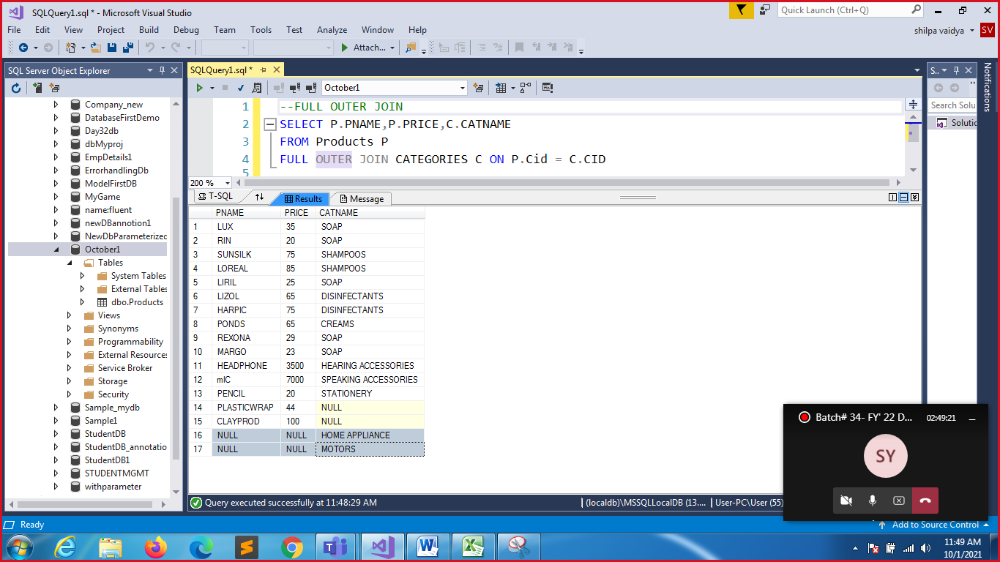 SQLQuery1.sql * - Microsoft Visual Studio
Quick Launch (Ctrl+Q)
File Edit View Project Build Debug Team Tools Test Analyze Window Help
shilpa vaidya SV
Attach...
SQL Server Object Explorer
SQLQuery1.sql *
S..
Notifications
October1
Search Solu
Solutio
Company_new
DatabaseFirstDemo
Day32db
dbMyproj
EmpDetails1
ErrorhandlingDb
ModelFirstDB
MyGame
name:fluent
newDBannotion1
NewDbParameterized
October1
Tables
System Tables
External Tables
dbo.Products
Views
Synonyms
Programmability
External Resources
Service Broker
Storage
Security
Sample_mydb
Sample1
StudentDB
StudentDB_annotatio
StudentDB1
STUDENTMGMT
withparameter
1 --FULL OUTER JOIN
2 SELECT P.PNAME,P.PRICE,C.CATNAME
3 FROM Products P
4 FULL OUTER JOIN CATEGORIES C ON P.Cid = C.CID
5
200 %
T-SQL Results Message
PNAME PRICE CATNAME
1 LUX 35 SOAP
2 RIN 20 SOAP
3 SUNSILK 75 SHAMPOOS
4 LOREAL 85 SHAMPOOS
5 LIRIL 25 SOAP
6 LIZOL 65 DISINFECTANTS
7 HARPIC 75 DISINFECTANTS
8 PONDS 65 CREAMS
9 REXONA 29 SOAP
10 MARGO 23 SOAP
11 HEADPHONE 3500 HEARING ACCESSORIES
12 mIC 7000 SPEAKING ACCESSORIES
13 PENCIL 20 STATIONERY
14 PLASTICWRAP 44 NULL
15 CLAYPROD 100 NULL
16 NULL NULL HOME APPLIANCE
17 NULL NULL MOTORS
Query executed successfully at 11:48:29 AM
(localdb)\MSSQLLocalDB (13.... User-PC\User (55)
Batch# 34- FY' 22 D... 02:49:21
SY
Ready
Add to Source Control
11:49 AM
10/1/2021